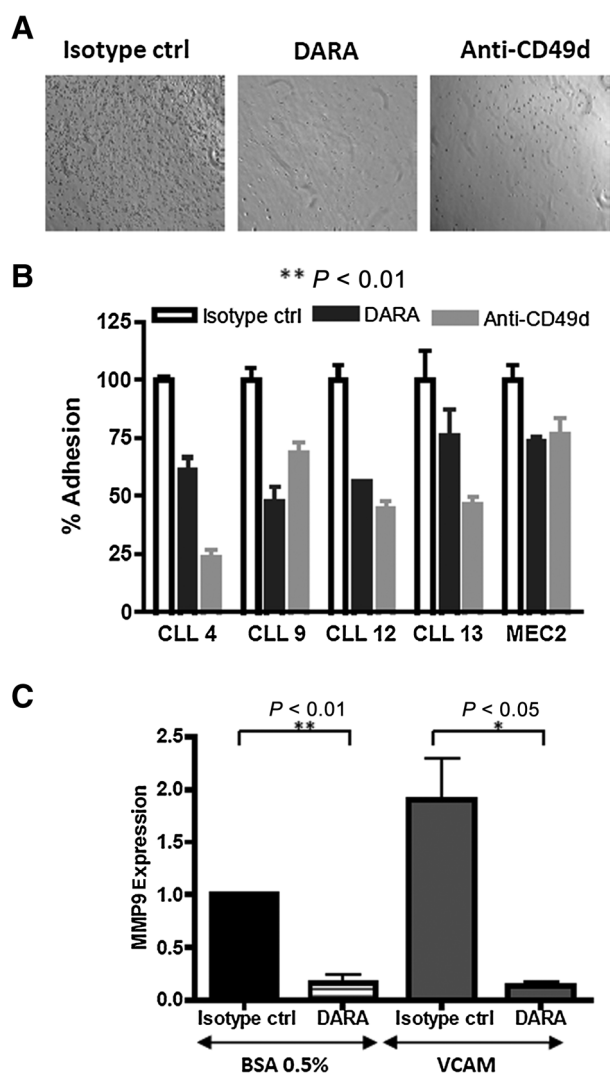 A
Isotype ctrl DARA Anti-CD49d
B
** P < 0.01
Isotype ctrl DARA Anti-CD49d
% Adhesion
125
100
75
50
25
0
CLL 4 CLL 9 CLL 12 CLL 13 MEC2
C
P < 0.01 P < 0.05
** *
MMP9 Expression
2.5
2.0
1.5
1.0
0.5
0.0
Isotype ctrl DARA Isotype ctrl DARA
BSA 0.5% VCAM